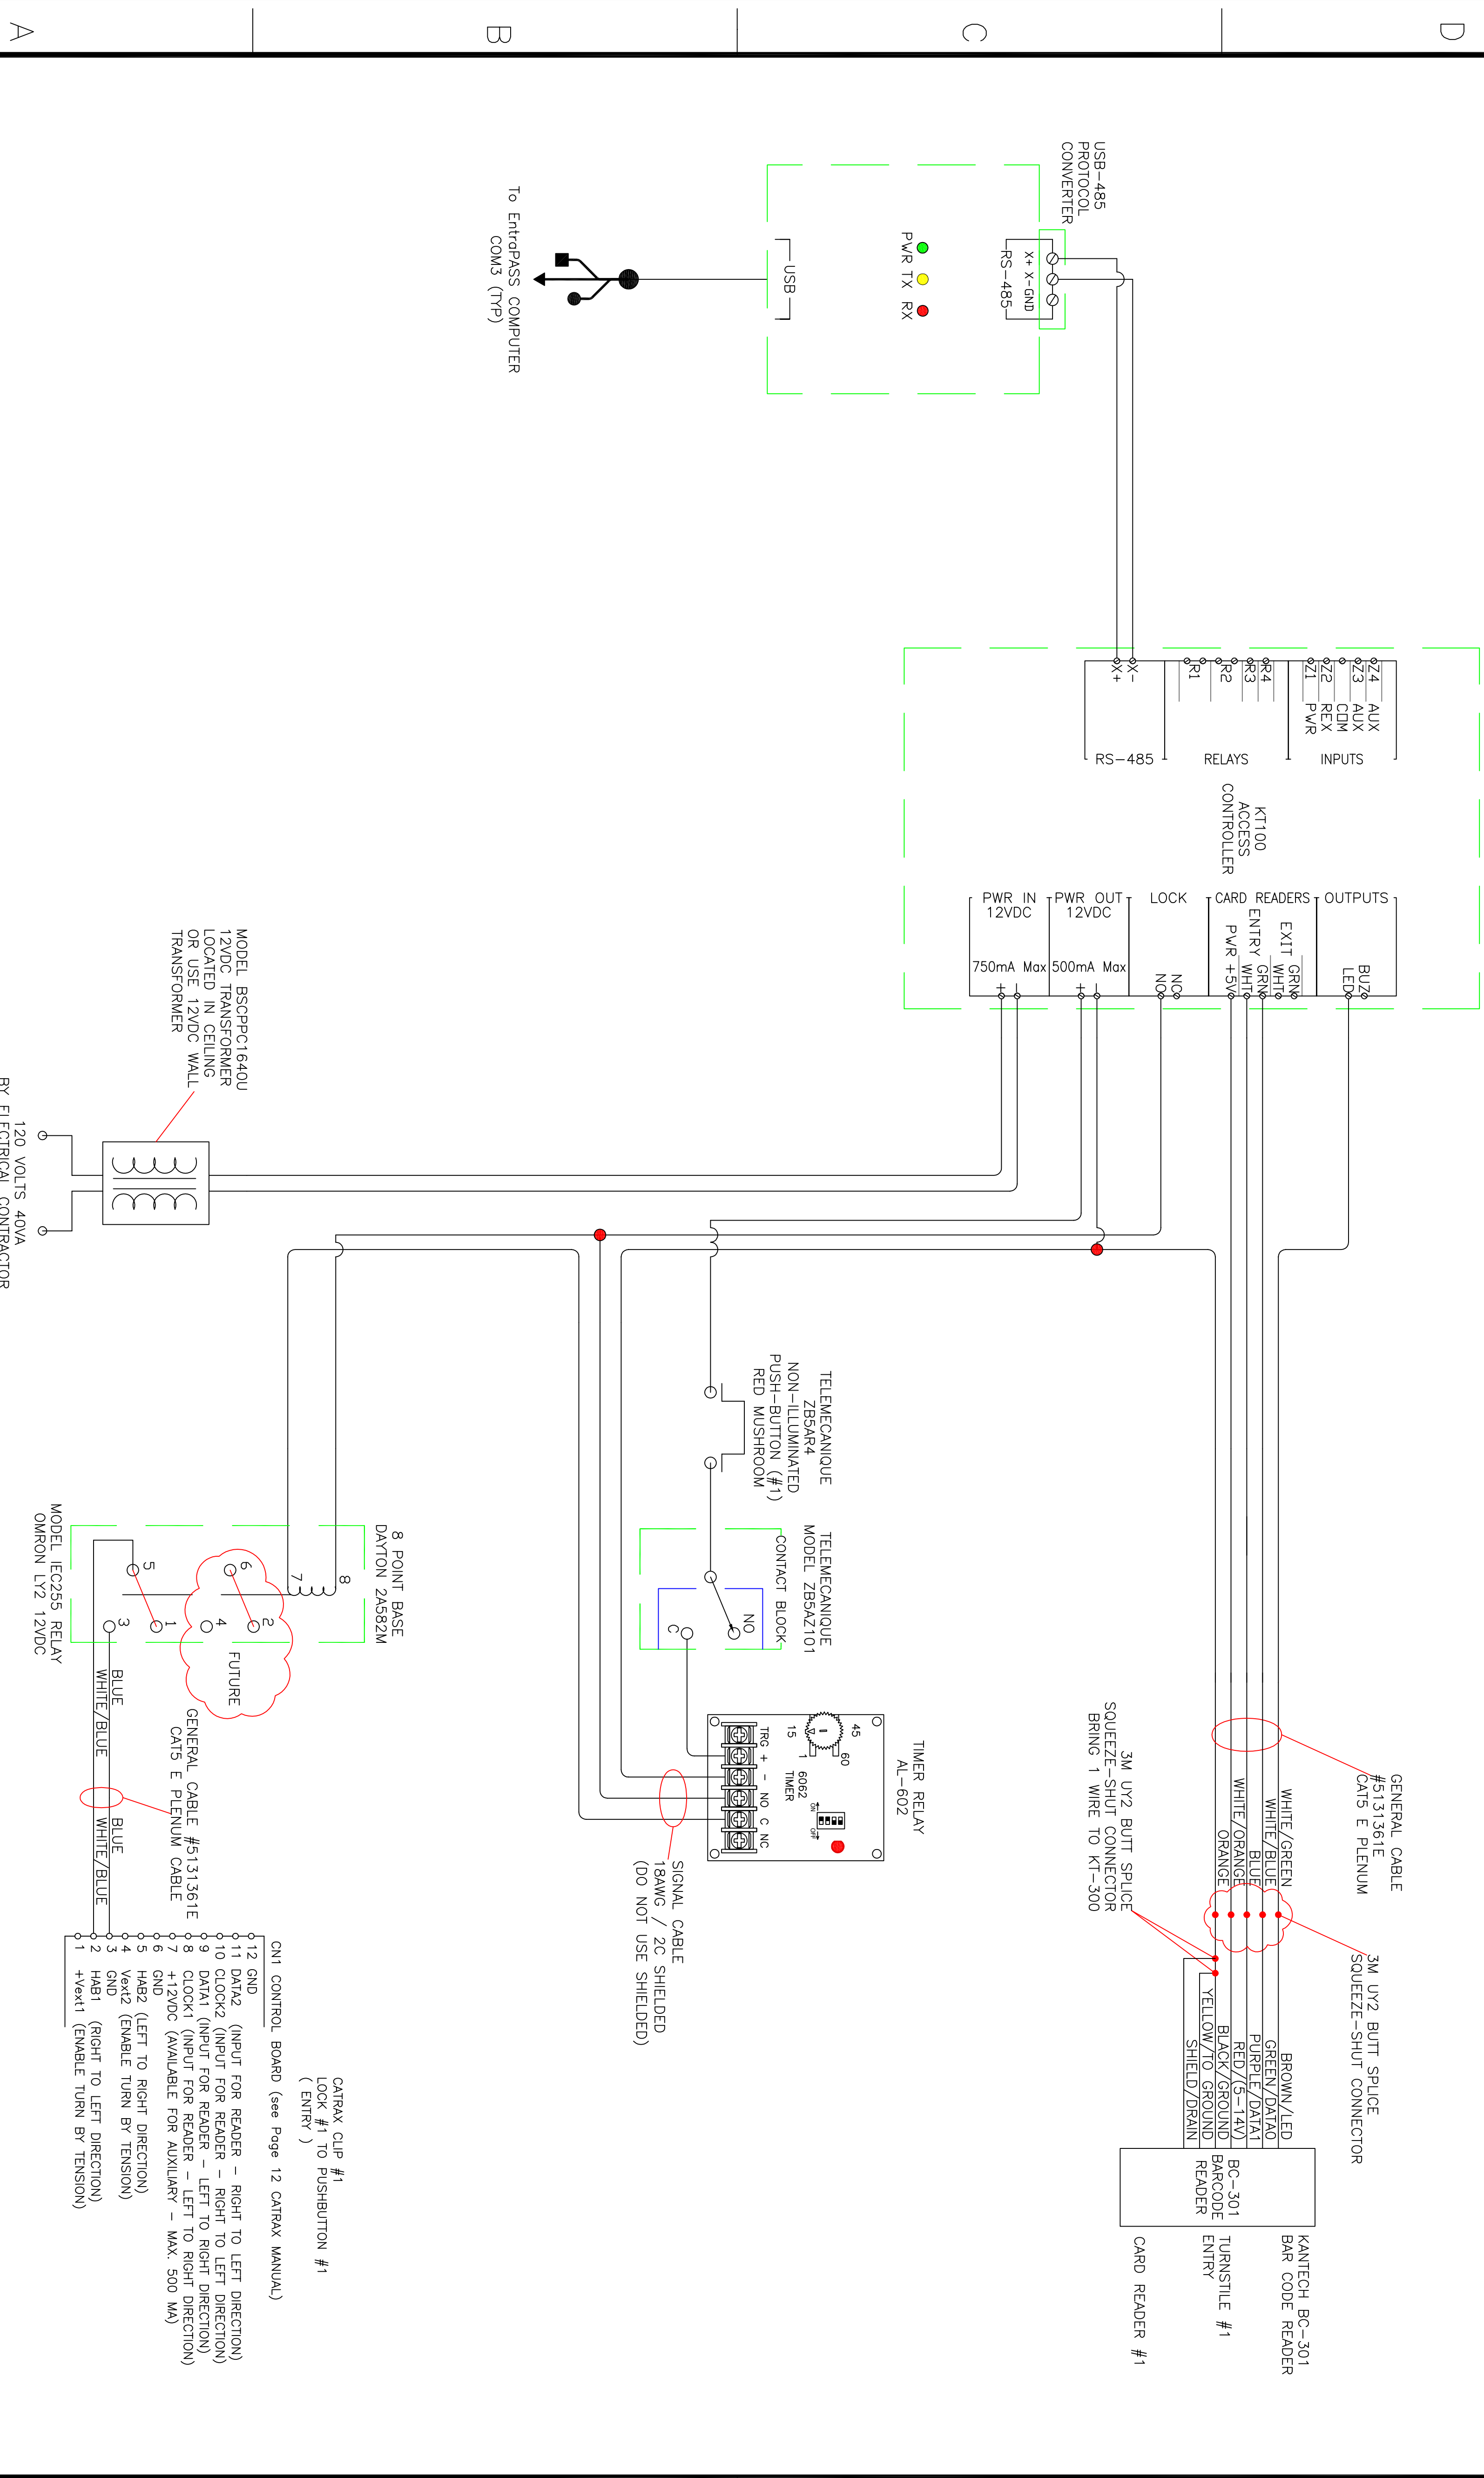 A
B
C
D
USB-485
PROTOCOL
CONVERTER
X+ X-GND
RS-485
PWR TX RX
USB
To EntraPASS COMPUTER
COM3 (TYP)
Z4 AUX
Z3 AUX
COM
Z2 REX
Z1 PWR
INPUTS
R4
R3
R2
R1
RELAYS
X-
X+
RS-485
KT100
ACCESS
CONTROLLER
OUTPUTS
BUZ
LED
CARD READERS
EXIT
GRN
WHT
ENTRY
GRN
WHT
PWR +5V
LOCK
NC
NO
PWR OUT
12VDC
500mA Max
-
+
PWR IN
12VDC
750mA Max
-
+
MODEL BSCPPC1640U
12VDC TRANSFORMER
LOCATED IN CEILING
OR USE 12VDC WALL
TRANSFORMER
120 VOLTS 40VA
BY ELECTRICAL CONTRACTOR
TELEMECANIQUE
ZB5AR4
NON-ILLUMINATED
PUSH-BUTTON (#1)
RED MUSHROOM
TELEMECANIQUE
MODEL ZB5AZ101
CONTACT BLOCK
NO
C
8 POINT BASE
DAYTON 2A582M
8
7
6
2
4
5
1
3
FUTURE
MODEL IEC255 RELAY
OMRON LY2 12VDC
BLUE
WHITE/BLUE
GENERAL CABLE #5131361E
CAT5 E PLENUM CABLE
BLUE
WHITE/BLUE
TIMER RELAY
AL-602
45
60
15
1
6062
TIMER
ON
OFF
TRG + - NO C NC
SIGNAL CABLE
18AWG / 2C SHIELDED
(DO NOT USE SHIELDED)
GENERAL CABLE
#5131361E
CAT5 E PLENUM
WHITE/GREEN
WHITE/BLUE
BLUE
WHITE/ORANGE
ORANGE
3M UY2 BUTT SPLICE
SQUEEZE-SHUT CONNECTOR
BRING 1 WIRE TO KT-300
3M UY2 BUTT SPLICE
SQUEEZE-SHUT CONNECTOR
BROWN/LED
GREEN/DATA0
PURPLE/DATA1
RED/(5-14V)
BLACK/GROUND
YELLOW/TO GROUND
SHIELD/DRAIN
BC-301
BARCODE
READER
KANTECH BC-301
BAR CODE READER
TURNSTILE #1
ENTRY
CARD READER #1
CATRAX CLIP #1
LOCK #1 TO PUSHBUTTON #1
( ENTRY )
CN1 CONTROL BOARD (see Page 12 CATRAX MANUAL)
12 GND
11 DATA2 (INPUT FOR READER - RIGHT TO LEFT DIRECTION)
10 CLOCK2 (INPUT FOR READER - RIGHT TO LEFT DIRECTION)
9 DATA1 (INPUT FOR READER - LEFT TO RIGHT DIRECTION)
8 CLOCK1 (INPUT FOR READER - LEFT TO RIGHT DIRECTION)
7 +12VDC (AVAILABLE FOR AUXILIARY - MAX. 500 MA)
6 GND
5 HAB2 (LEFT TO RIGHT DIRECTION)
4 Vext2 (ENABLE TURN BY TENSION)
3 GND
2 HAB1 (RIGHT TO LEFT DIRECTION)
1 +Vext1 (ENABLE TURN BY TENSION)